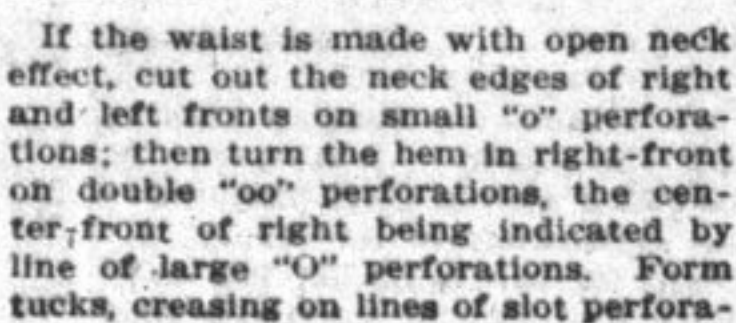 If the waist is made with open neck
effect, cut out the neck edges of right
and left fronts on small "o" perfora-
tions; then turn the hem in right-front
on double "oo" perforations, the cen-
ter-front of right being indicated by
line of large "O" perforations. Form
tucks, creasing on lines of slot perfora-